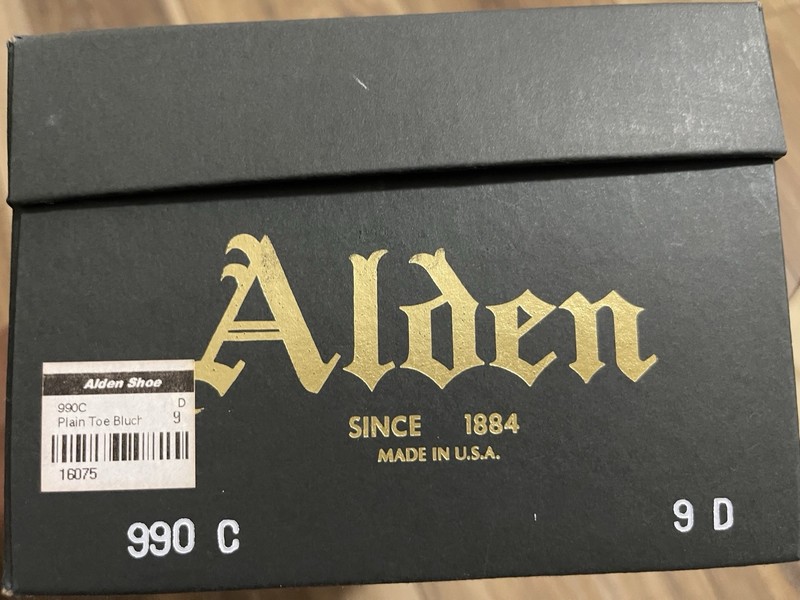 Alden
SINCE 1884
MADE IN U.S.A.
Alden Shoe
990C D
Plain Toe Bluch 9
16075
990 C
9 D